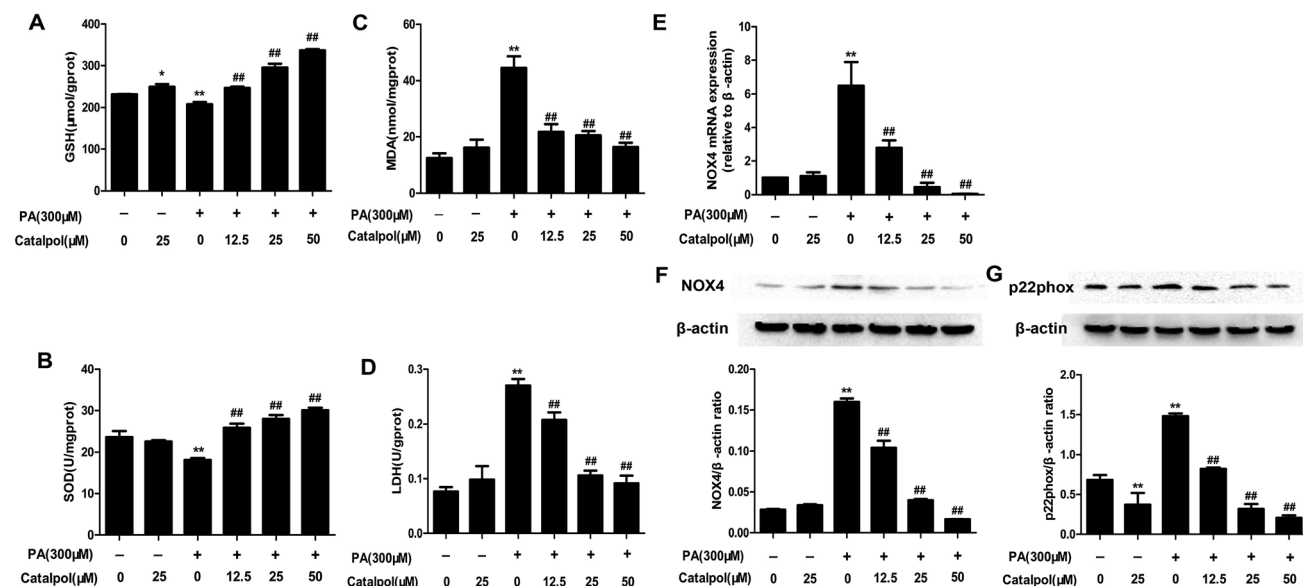 A
GSH(μmol/gprot)
400
300
200
100
0
*
**
##
##
##
PA(300μM) – – + + + +
Catalpol(μM) 0 25 0 12.5 25 50
C
MDA(nmol/mgprot)
60
40
20
0
**
##
##
##
PA(300μM) – – + + + +
Catalpol(μM) 0 25 0 12.5 25 50
E
NOX4 mRNA expression
(relative to β -actin)
10
8
6
4
2
0
**
##
##
##
PA(300μM) – – + + + +
Catalpol(μM) 0 25 0 12.5 25 50
B
SOD(U/mgprot)
40
30
20
10
0
**
##
##
##
PA(300μM) – – + + + +
Catalpol(μM) 0 25 0 12.5 25 50
D
LDH(U/gprot)
0.3
0.2
0.1
0.0
**
##
##
##
PA(300μM) – – + + + +
Catalpol(μM) 0 25 0 12.5 25 50
F
NOX4
β-actin
NOX4/β -actin ratio
0.20
0.15
0.10
0.05
0.00
**
##
##
##
PA(300μM) – – + + + +
Catalpol(μM) 0 25 0 12.5 25 50
G
p22phox
β-actin
p22phox/β -actin ratio
2.0
1.5
1.0
0.5
0.0
**
**
##
##
##
PA(300μM) – – + + + +
Catalpol(μM) 0 25 0 12.5 25 50